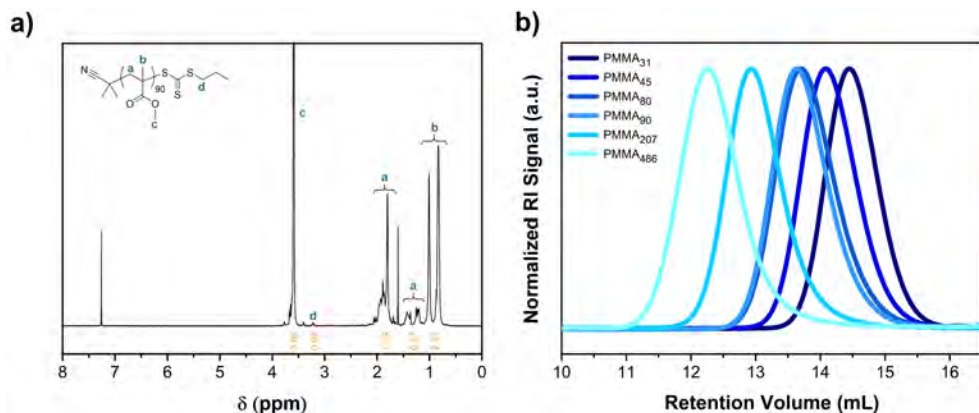 a)
N
a
b
S
S
d
S
90
O
O
c
c
a
a
b
d
8
7
6
5
4
3
2
1
0
δ (ppm)
b)
PMMA31
PMMA45
PMMA80
PMMA90
PMMA207
PMMA486
Normalized RI Signal (a.u.)
10
11
12
13
14
15
16
Retention Volume (mL)